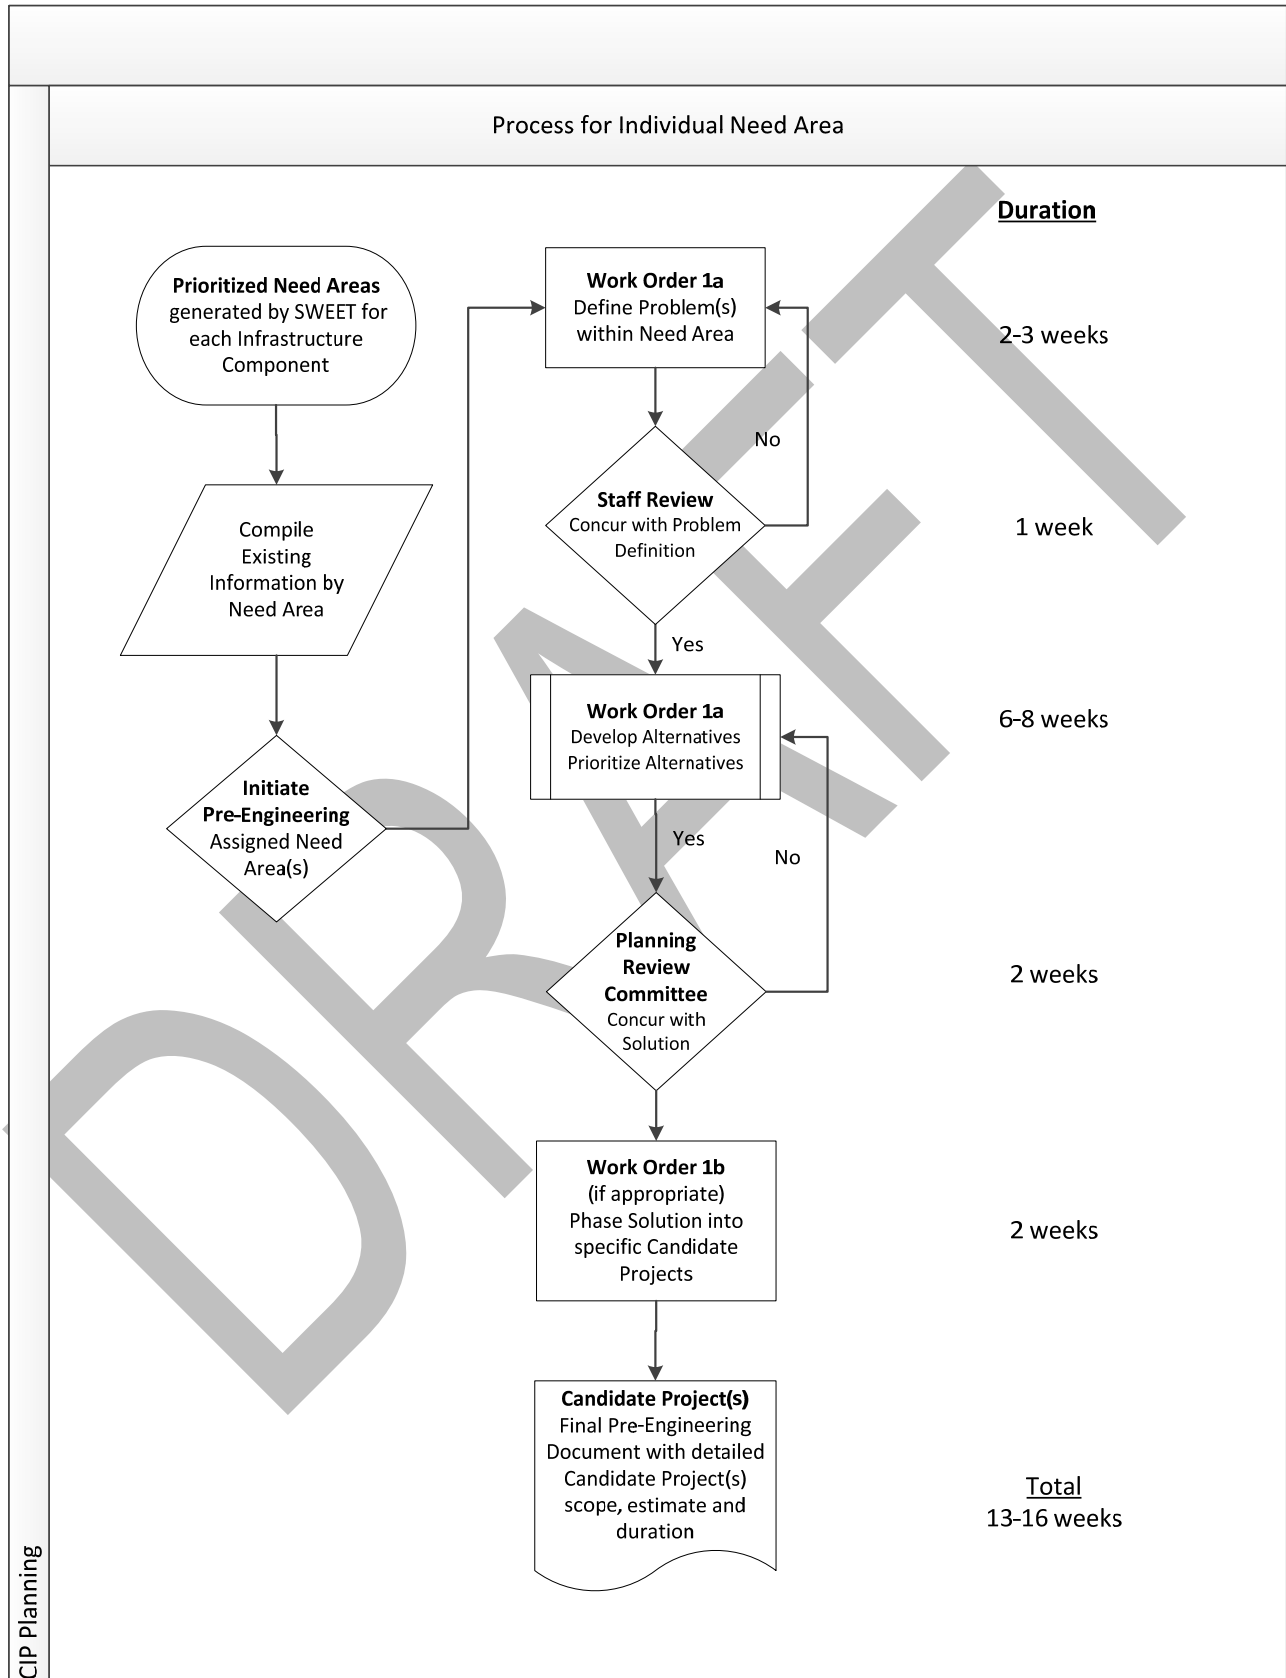 Process for Individual Need Area
Duration
Prioritized Need Areas
generated by SWEET for
each Infrastructure
Component
Compile
Existing
Information by
Need Area
Initiate
Pre-Engineering
Assigned Need
Area(s)
Work Order 1a
Define Problem(s)
within Need Area
2-3 weeks
No
Staff Review
Concur with Problem
Definition
1 week
Yes
Work Order 1a
Develop Alternatives
Prioritize Alternatives
6-8 weeks
Yes
No
Planning
Review
Committee
Concur with
Solution
2 weeks
Work Order 1b
(if appropriate)
Phase Solution into
specific Candidate
Projects
2 weeks
Candidate Project(s)
Final Pre-Engineering
Document with detailed
Candidate Project(s)
scope, estimate and
duration
Total
13-16 weeks
CIP Planning
DRAFT